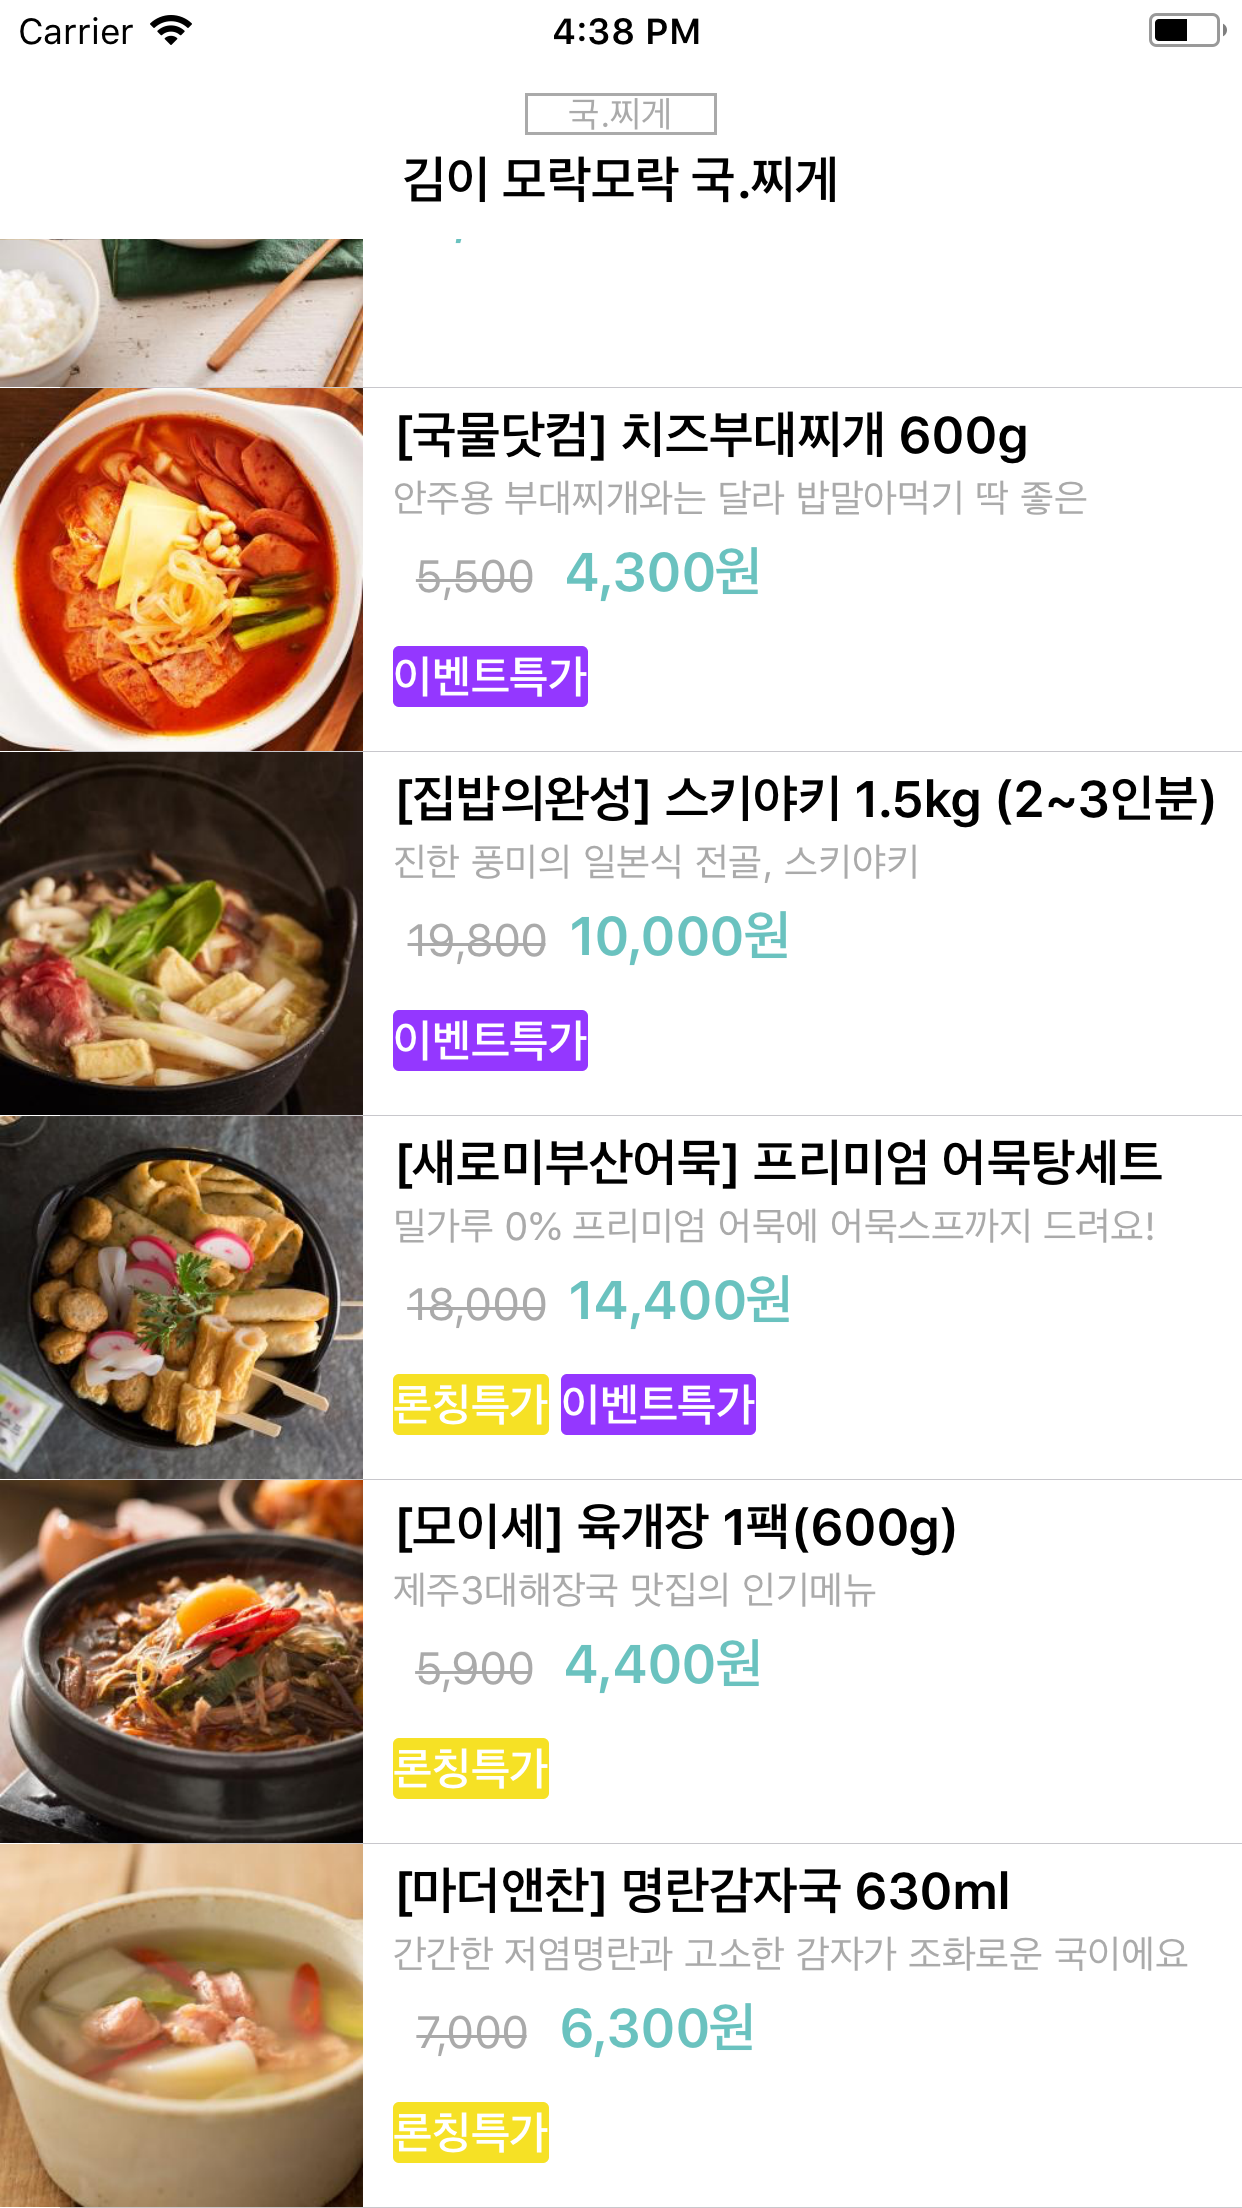 Carrier
4:38 PM
국.찌게
김이 모락모락 국.찌게
[국물닷컴] 치즈부대찌개 600g
안주용 부대찌개와는 달라 밥말아먹기 딱 좋은
5,500 4,300원
이벤트특가
[집밥의완성] 스키야키 1.5kg (2~3인분)
진한 풍미의 일본식 전골, 스키야키
19,800 10,000원
이벤트특가
[새로미부산어묵] 프리미엄 어묵탕세트
밀가루 0% 프리미엄 어묵에 어묵스프까지 드려요!
18,000 14,400원
론칭특가 이벤트특가
[모이세] 육개장 1팩(600g)
제주3대해장국 맛집의 인기메뉴
5,900 4,400원
론칭특가
[마더앤찬] 명란감자국 630ml
간간한 저염명란과 고소한 감자가 조화로운 국이에요
7,000 6,300원
론칭특가